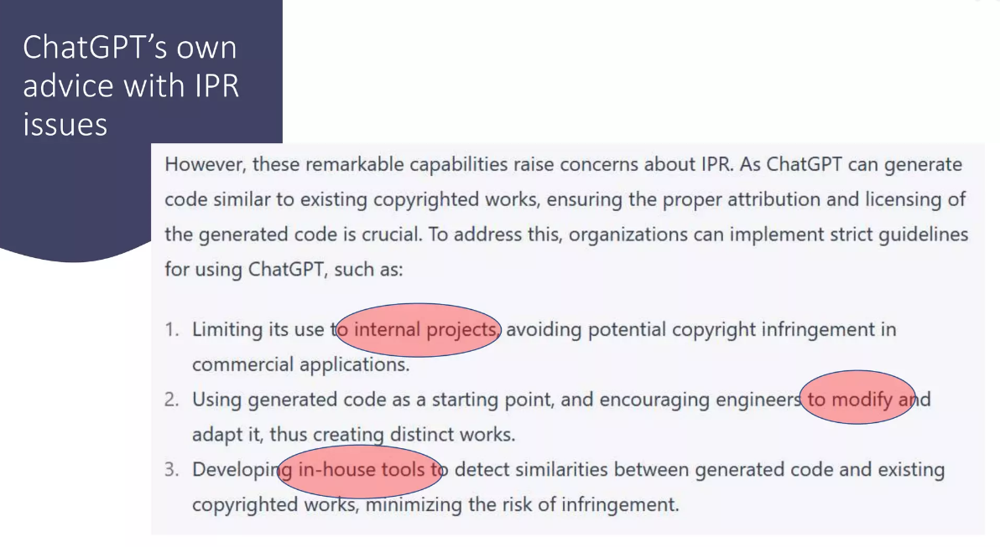 ChatGPT’s own
advice with IPR
issues
However, these remarkable capabilities raise concerns about IPR. As ChatGPT can generate
code similar to existing copyrighted works, ensuring the proper attribution and licensing of
the generated code is crucial. To address this, organizations can implement strict guidelines
for using ChatGPT, such as:
1. Limiting its use to internal projects, avoiding potential copyright infringement in
commercial applications.
2. Using generated code as a starting point, and encouraging engineers to modify and
adapt it, thus creating distinct works.
3. Developing in-house tools to detect similarities between generated code and existing
copyrighted works, minimizing the risk of infringement.